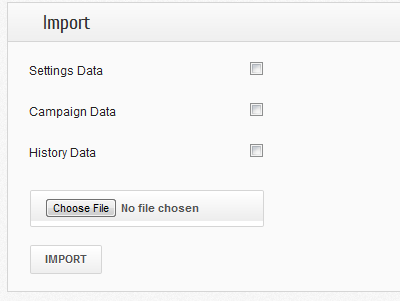 Import
Settings Data
Campaign Data
History Data
Choose File No file chosen
IMPORT